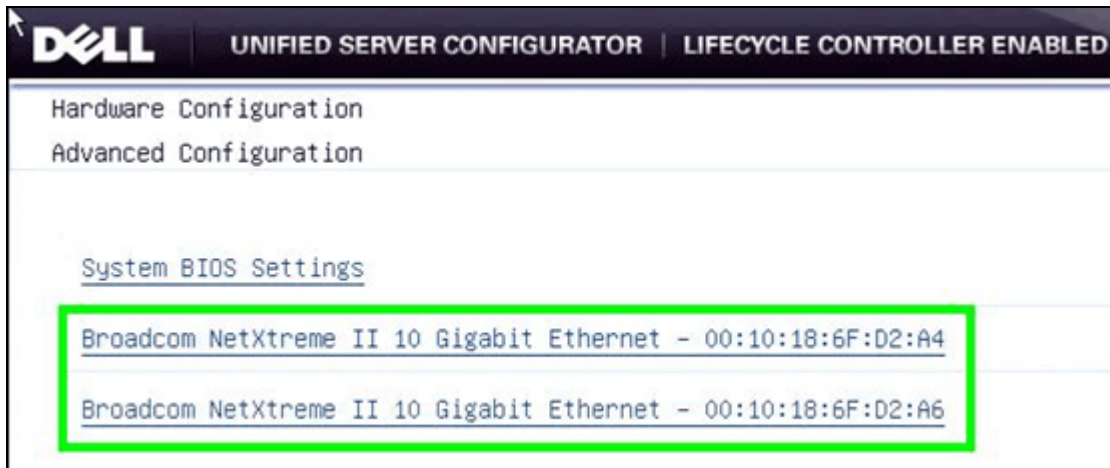 DELL UNIFIED SERVER CONFIGURATOR | LIFECYCLE CONTROLLER ENABLED
Hardware Configuration
Advanced Configuration
System BIOS Settings
Broadcom NetXtreme II 10 Gigabit Ethernet - 00:10:18:6F:D2:A4
Broadcom NetXtreme II 10 Gigabit Ethernet - 00:10:18:6F:D2:A6